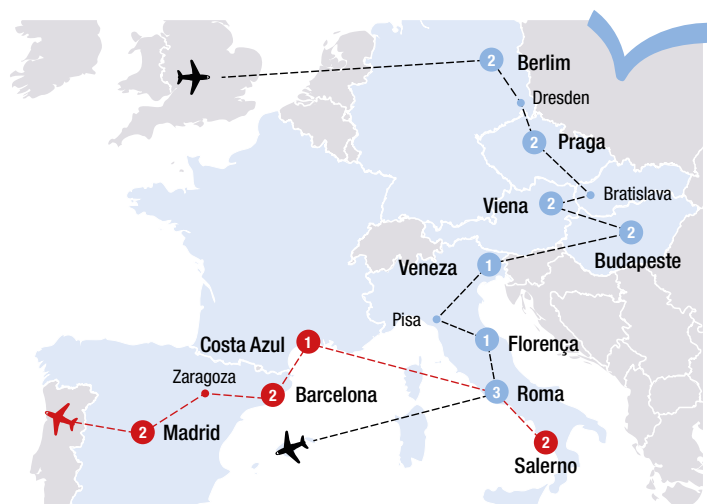 2 Berlim
Dresden
2 Praga
Bratislava
Viena 2
2
Budapeste
Veneza 1
Pisa
Costa Azul 1
1 Florença
Zaragoza
2 Barcelona
3 Roma
2 Madrid
2
Salerno